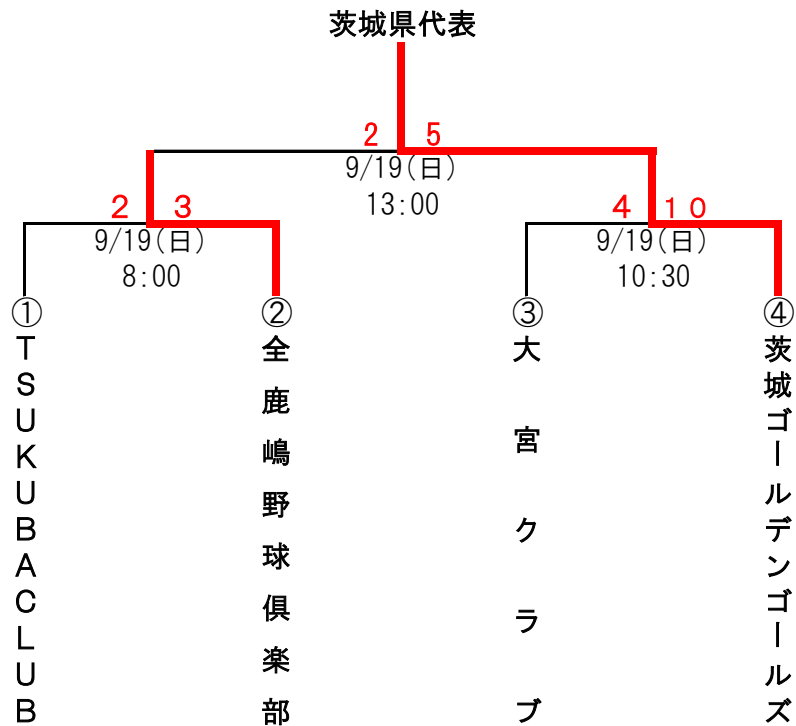 茨城県代表
2 5
9/19(日)
13:00
2 3
9/19(日)
8:00
4 10
9/19(日)
10:30
①
TSUKUBACLUB
②
全鹿嶋野球倶楽部
③
大宮クラブ
④
茨城ゴールデンゴールズ